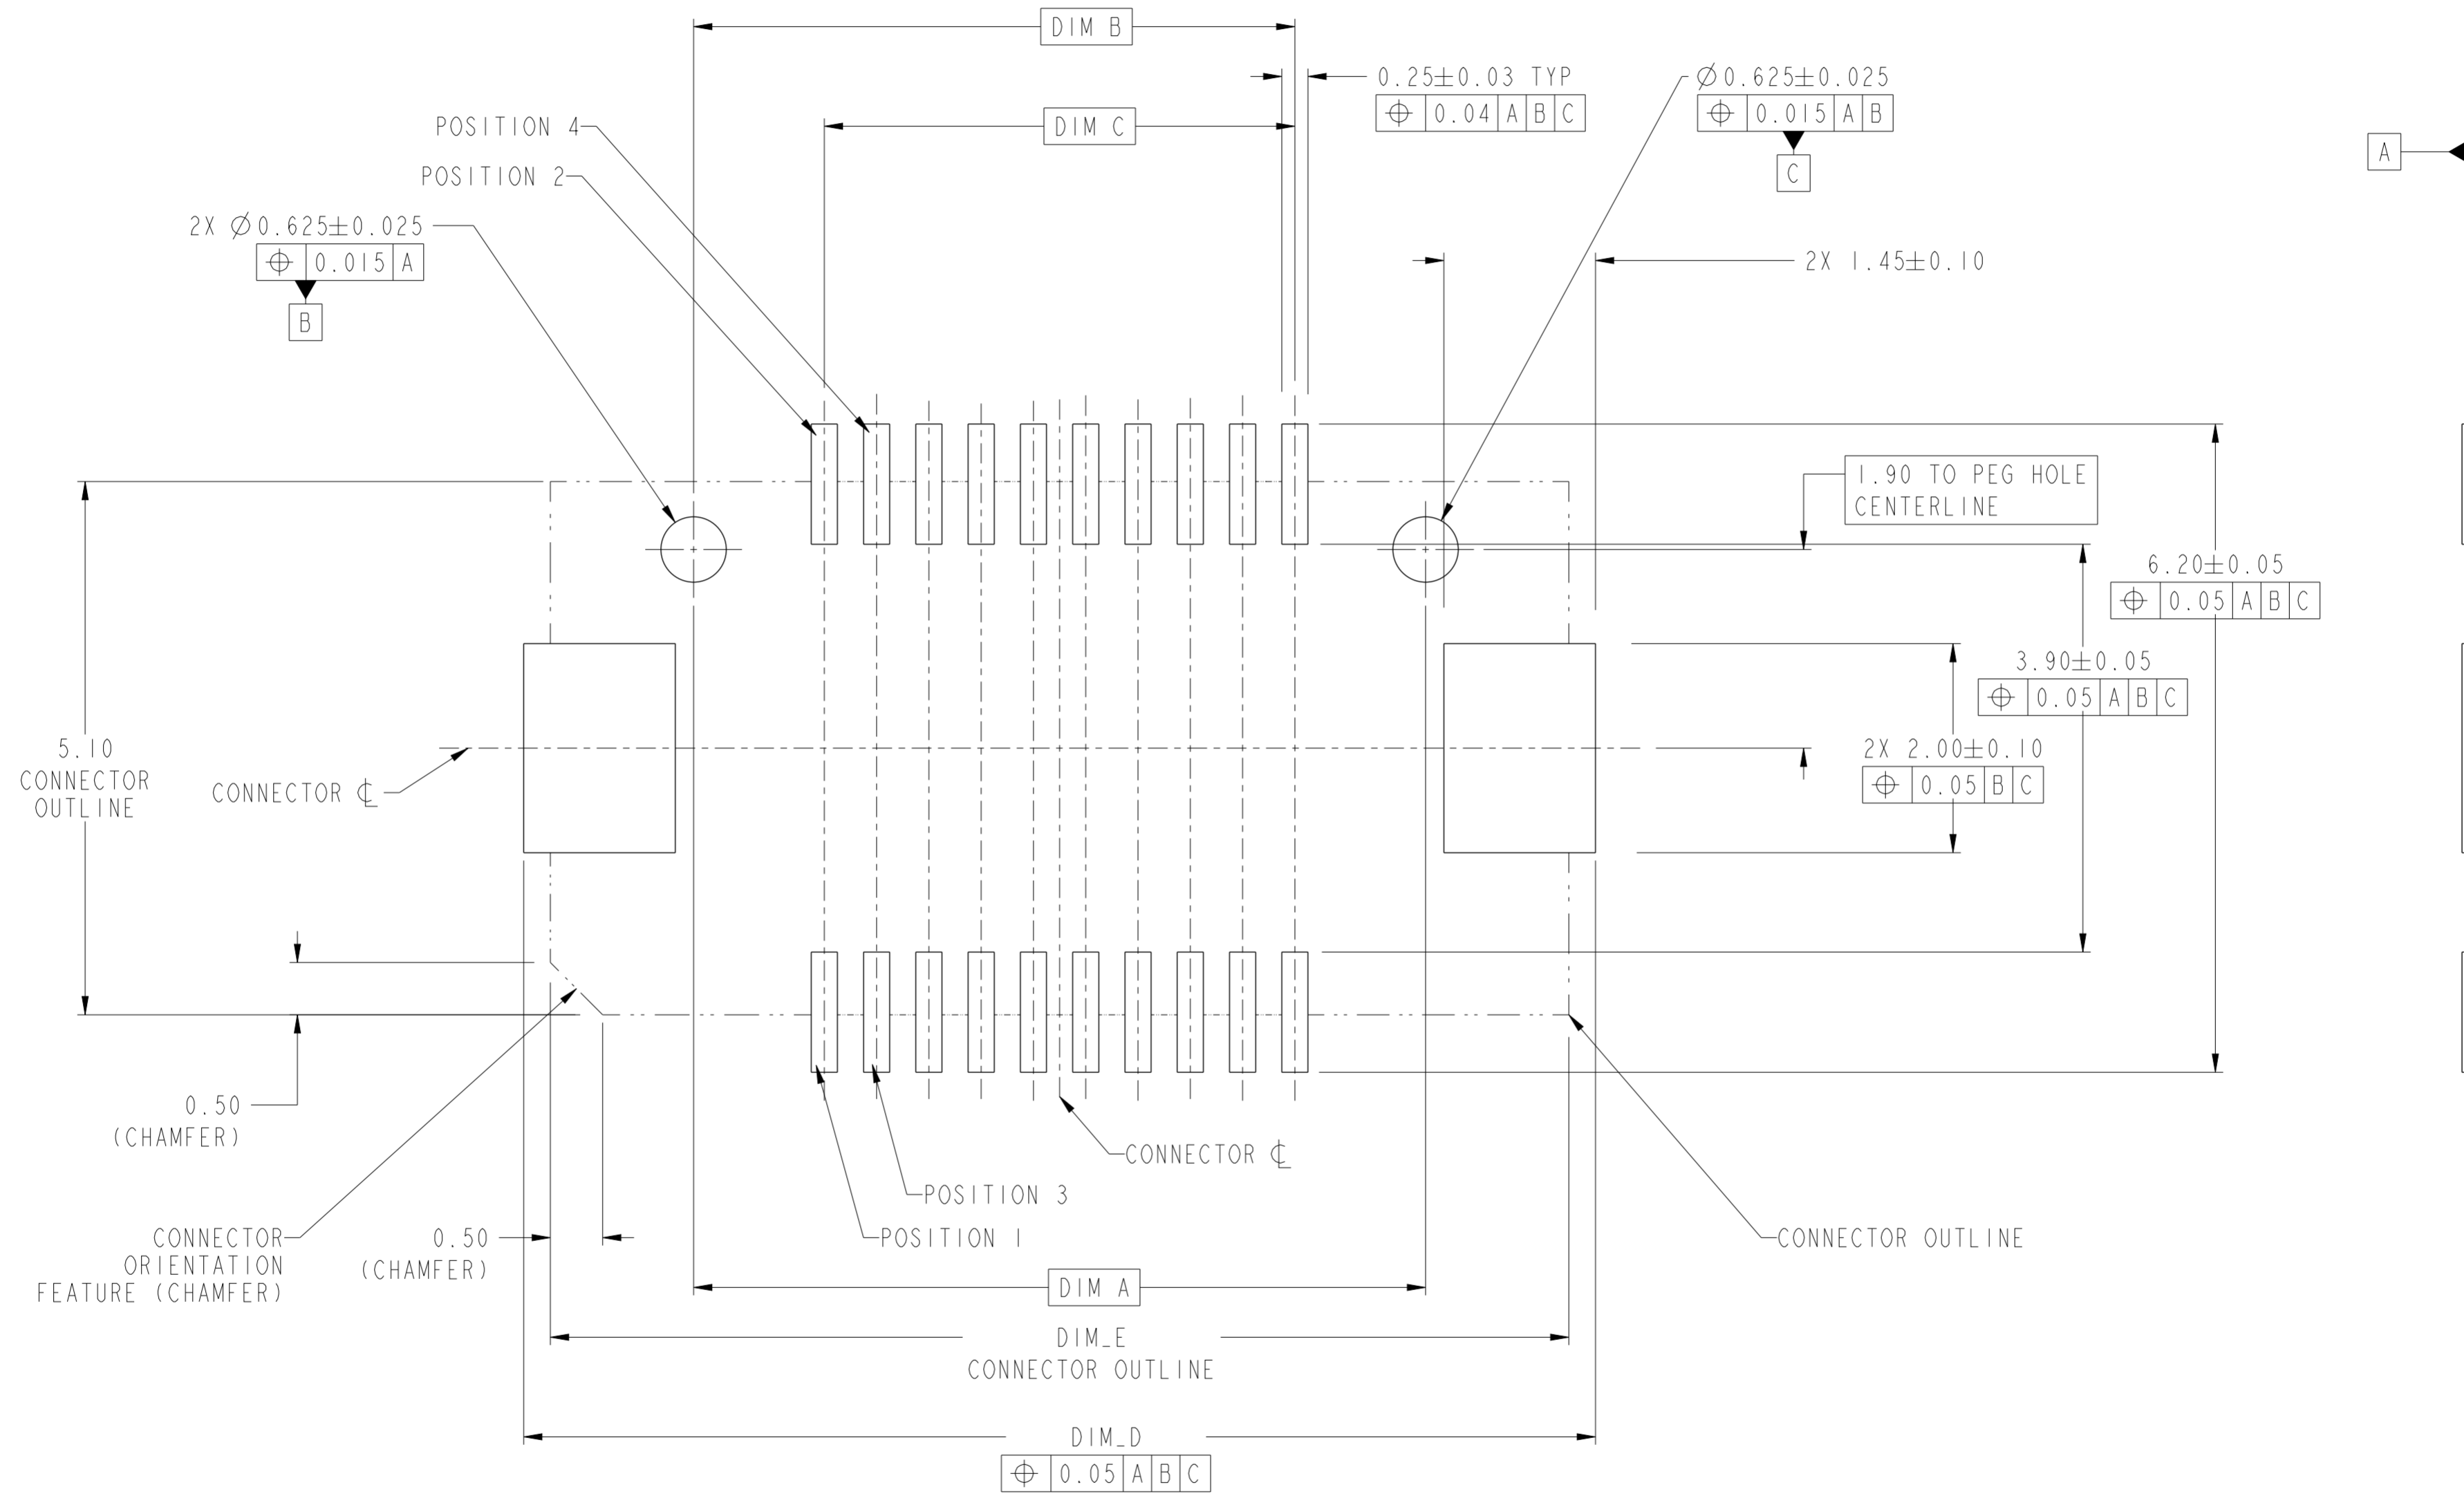 DIM B
0.25±0.03 TYP
⌖ 0.04 A B C
Ø0.625±0.025
⌖ 0.015 A B
C
A
DIM C
POSITION 4
POSITION 2
2X Ø0.625±0.025
⌖ 0.015 A
B
2X 1.45±0.10
1.90 TO PEG HOLE
CENTERLINE
6.20±0.05
⌖ 0.05 A B C
3.90±0.05
⌖ 0.05 A B C
2X 2.00±0.10
⌖ 0.05 B C
5.10
CONNECTOR
OUTLINE
CONNECTOR ℄
0.50
(CHAMFER)
CONNECTOR ℄
POSITION 3
POSITION 1
CONNECTOR
ORIENTATION
FEATURE (CHAMFER)
0.50
(CHAMFER)
CONNECTOR OUTLINE
DIM A
DIM_E
CONNECTOR OUTLINE
DIM_D
⌖ 0.05 A B C